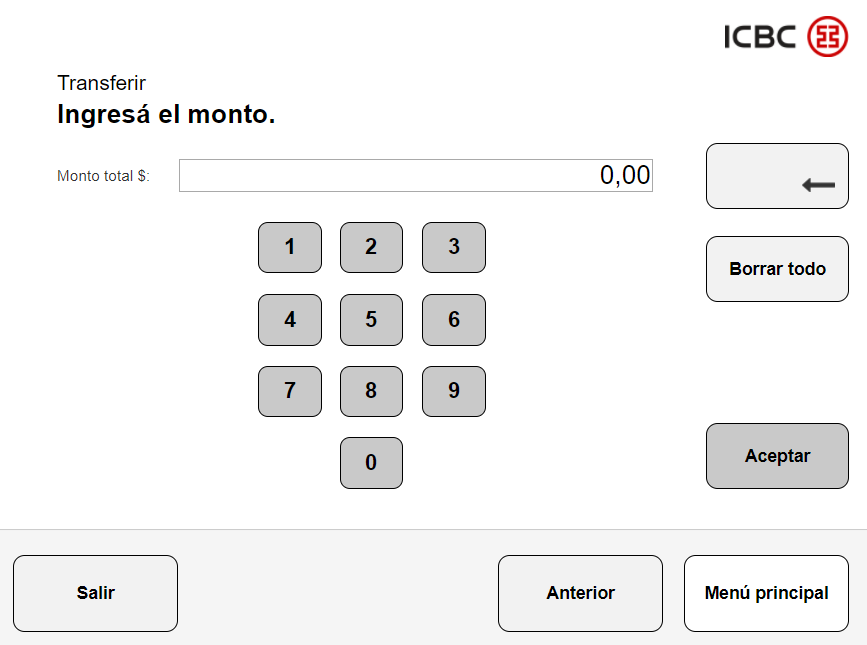 ICBC
Transferir
Ingresá el monto.
Monto total $: 0,00
1 2 3
Borrar todo
4 5 6
7 8 9
Aceptar
0
Salir Anterior Menú principal